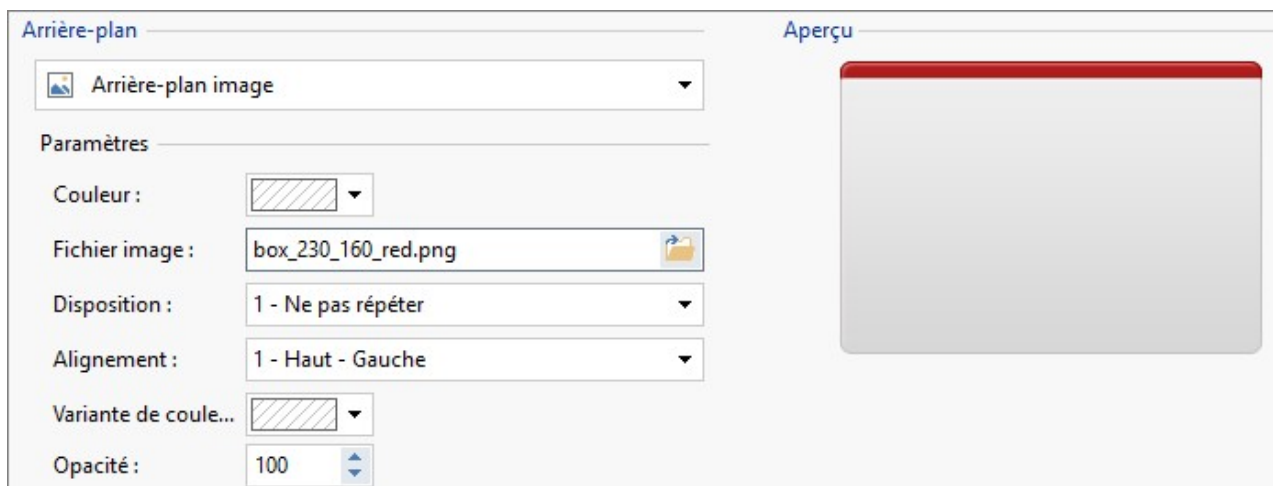 Arrière-plan
Aperçu
Arrière-plan image
Paramètres
Couleur :
Fichier image :
box_230_160_red.png
Disposition :
1 - Ne pas répéter
Alignement :
1 - Haut - Gauche
Variante de coule...
Opacité :
100